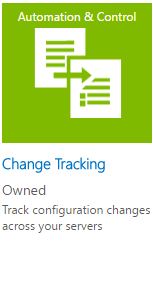 Automation & Control
Change Tracking
Owned
Track configuration changes
across your servers